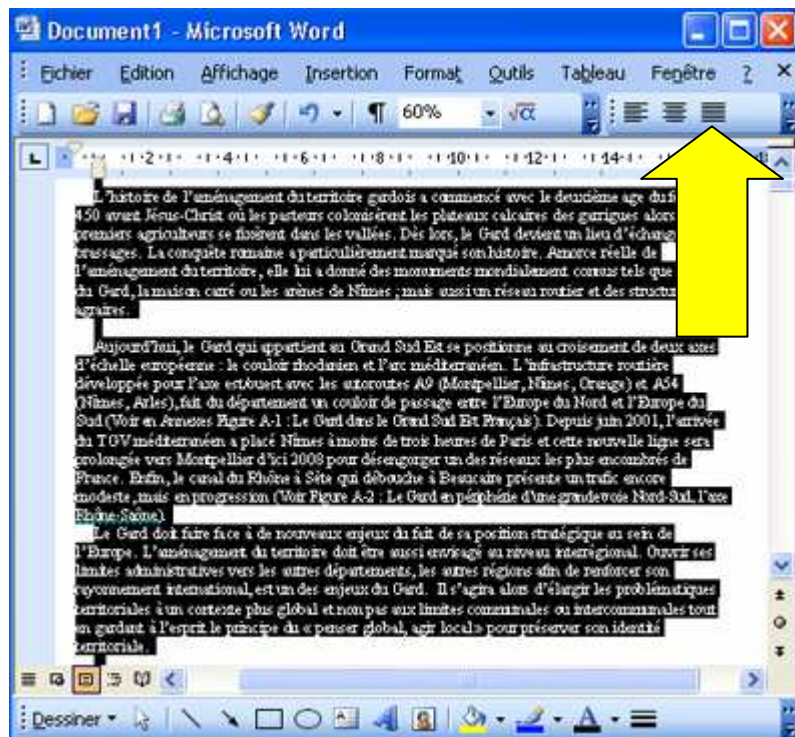 Document1 - Microsoft Word
Fichier Edition Affichage Insertion Format Outils Tableau Fenêtre ?
60%
2 4 6 8 10 12 14
L'histoire de l'aménagement du territoire gardois a commencé avec le deuxième age du f
450 avant Jésus-Christ où les pasteurs colonisèrent les plateaux calcaires des garrigues alors
premiers agriculteurs se fixèrent dans les vallées. Dès lors, le Gard devient un lieu d'échang
brassages. La conquête romaine a particulièrement marqué son histoire. Amorce réelle de
l'aménagement du territoire, elle lui a donné des monuments mondialement connus tels que
du Gard, la maison carré ou les arènes de Nîmes ; mais aussi un réseau routier et des structu
agraires.
Aujourd'hui, le Gard qui appartient au Grand Sud Est se positionne au croisement de deux axes
d'échelle européenne : le couloir rhodanien et l'arc méditerranéen. L'infrastructure routière
développée pour l'axe est/ouest avec les autoroutes A9 (Montpellier, Nîmes, Orange) et A54
(Nîmes, Arles), fait du département un couloir de passage entre l'Europe du Nord et l'Europe du
Sud (Voir en Annexes Figure A-1 : Le Gard dans le Grand Sud Est Français). Depuis juin 2001, l'arrivée
du TGV méditerranéen a placé Nîmes à moins de trois heures de Paris et cette nouvelle ligne sera
prolongée vers Montpellier d'ici 2008 pour désengorger un des réseaux les plus encombrés de
France. Enfin, le canal du Rhône à Sète qui débouche à Beaucaire présente un trafic encore
modeste, mais en progression (Voir Figure A-2 : Le Gard en périphérie d'une grande voie Nord-Sud, l'axe
Rhône-Saône).
Le Gard doit faire face à de nouveaux enjeux du fait de sa position stratégique au sein de
l'Europe. L'aménagement du territoire doit être aussi envisagé au niveau interrégional. Ouvrir ses
limites administratives vers les autres départements, les autres régions afin de renforcer son
rayonnement international, est un des enjeux du Gard. Il s'agira alors d'élargir les problématiques
territoriales à un contexte plus global et non pas aux limites communales ou intercommunales tout
en gardant à l'esprit le principe du « penser global, agir local » pour préserver son identité
territoriale.
Dessiner